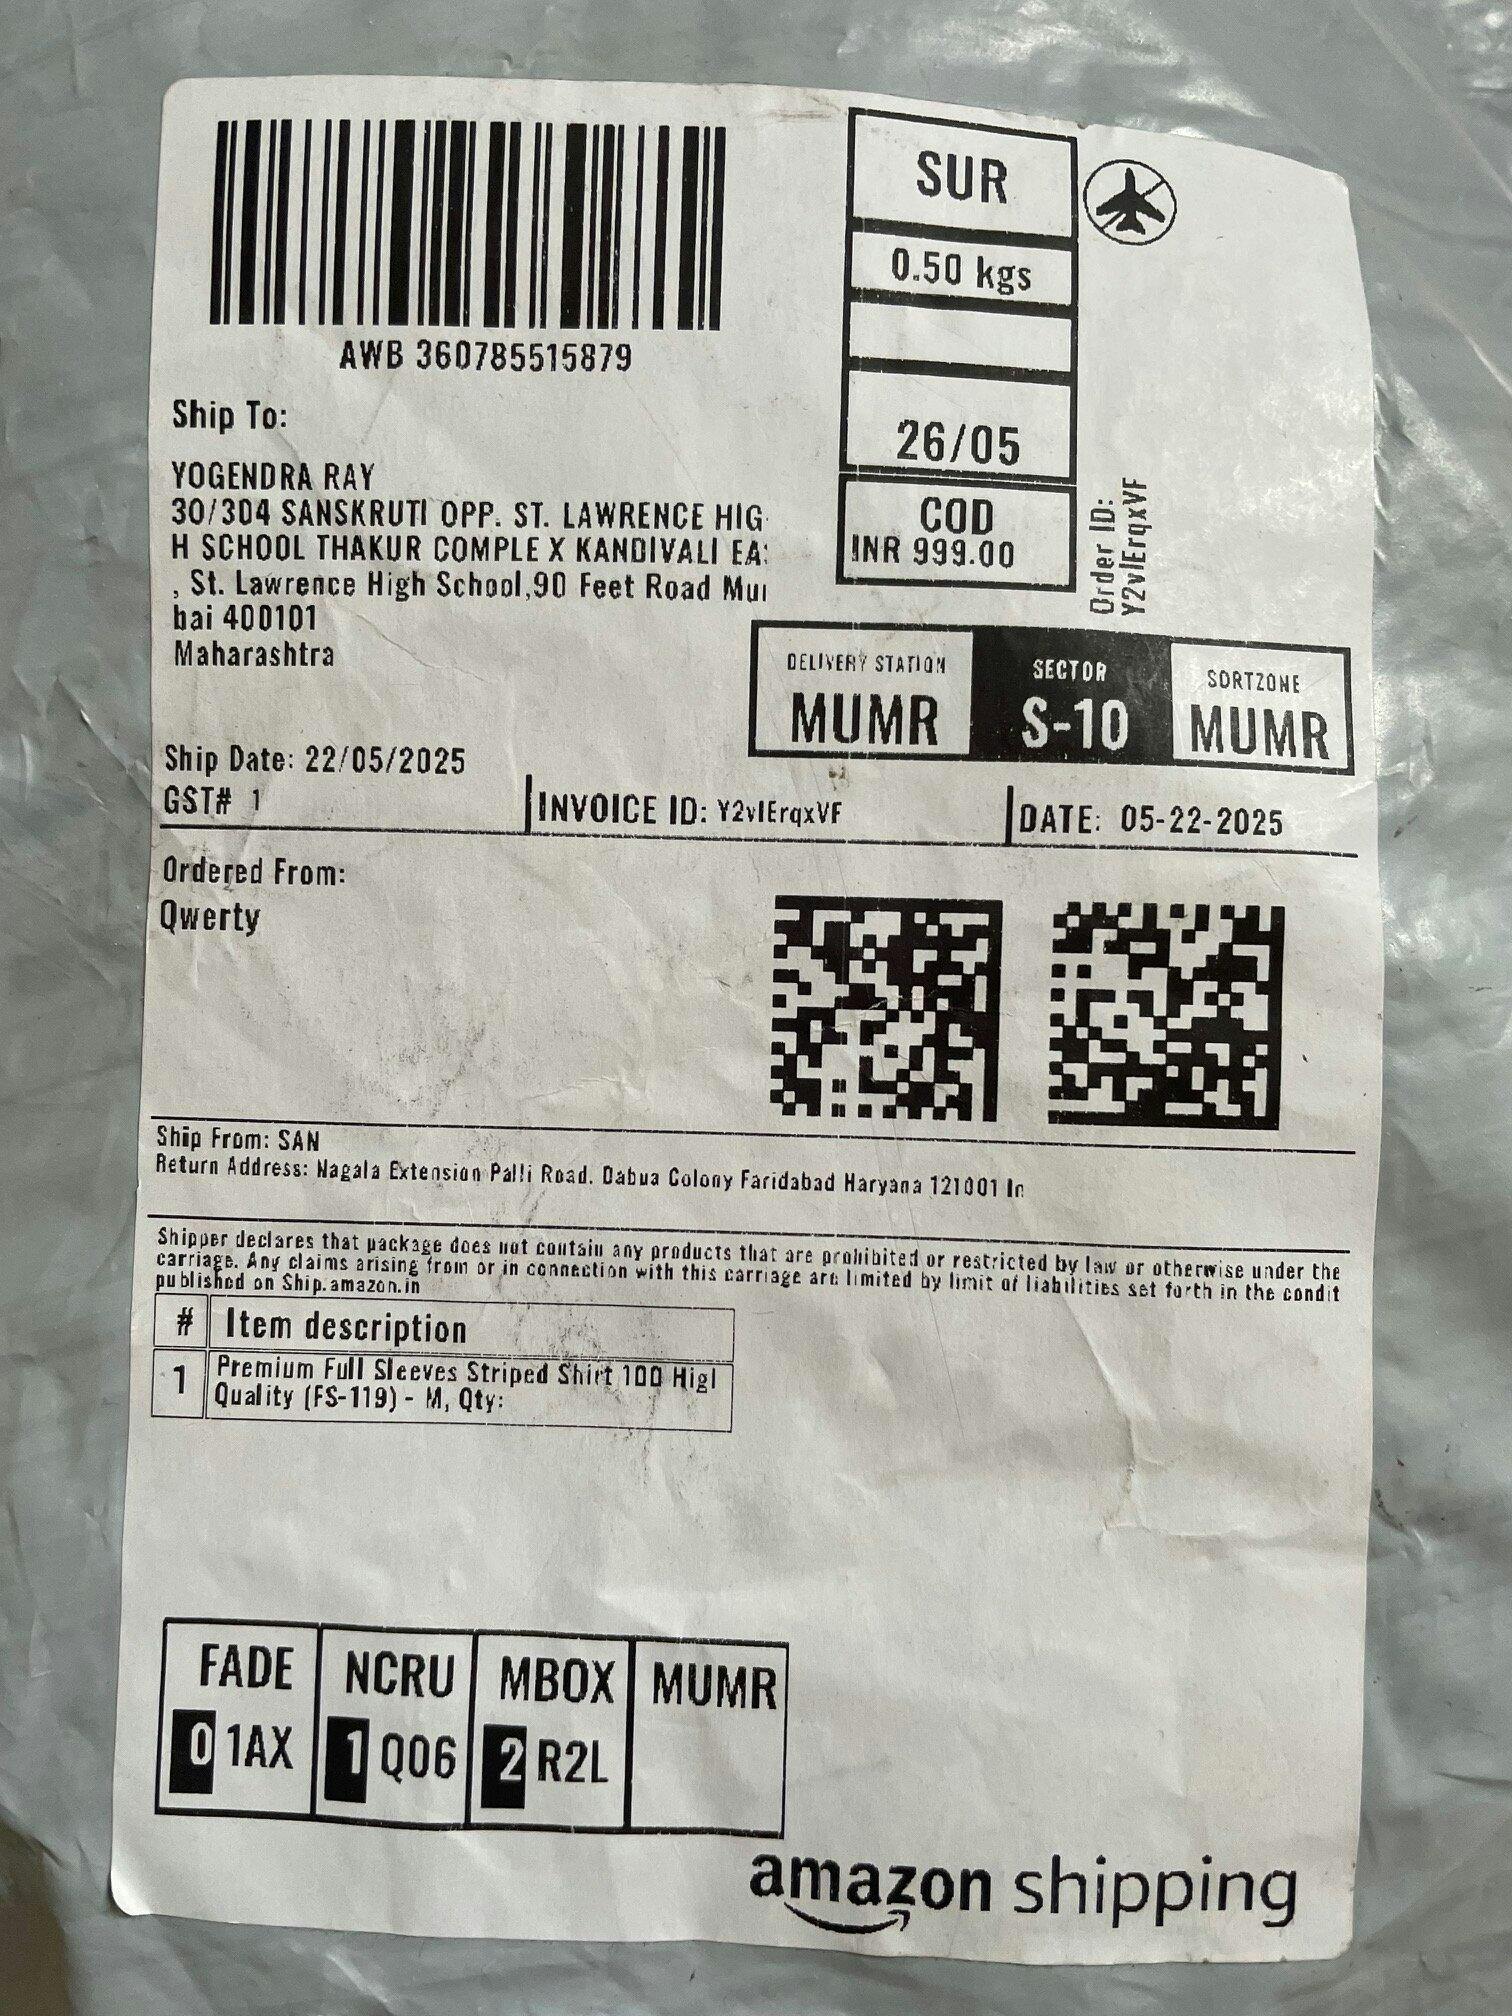 SUR
0.50 kgs
26/05
COD
INR 999.00
Order ID:
Y2vlErqxVF
AWB 360785515879
Ship To:
YOGENDRA RAY
30/304 SANSKRUTI OPP. ST. LAWRENCE HIG
H SCHOOL THAKUR COMPLE X KANDIVALI EA
, St. Lawrence High School,90 Feet Road Mu
bai 400101
Maharashtra
DELIVERY STATION
MUMR
SECTOR
S-10
SORTZONE
MUMR
Ship Date: 22/05/2025
GST# 1
INVOICE ID: Y2vlErqxVF
DATE: 05-22-2025
Ordered From:
Qwerty
Ship From: SAN
Return Address: Nagala Extension Palli Road. Dabua Colony Faridabad Haryana 121001 In
Shipper declares that package does not contain any products that are prohibited or restricted by law or otherwise under the
carriage. Any claims arising from or in connection with this carriage are limited by limit of liabilities set forth in the condit
published on Ship.amazon.in
# Item description
1 Premium Full Sleeves Striped Shirt 100 Higl
Quality (FS-119) - M, Qty:
FADE NCRU MBOX MUMR
0 1AX 1 Q06 2 R2L
amazon shipping